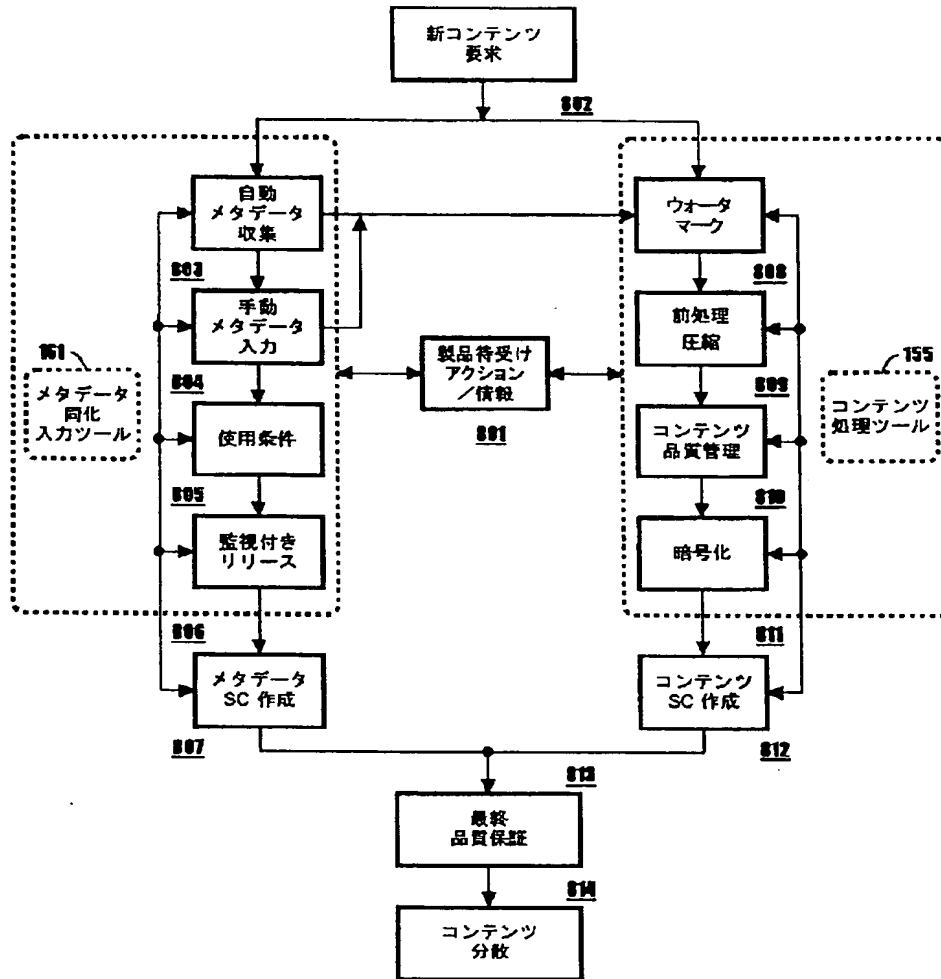 新コンテンツ
要求
802
自動
メタデータ
収集
803
手動
メタデータ
入力
804
使用条件
805
監視付き
リリース
806
メタデータ
SC 作成
807
161
メタデータ
同化
入力ツール
製品待受け
アクション
/情報
801
ウォータ
マーク
808
前処理
圧縮
809
コンテンツ
品質管理
810
暗号化
811
コンテンツ
SC 作成
812
155
コンテンツ
処理ツール
813
最終
品質保証
814
コンテンツ
分散